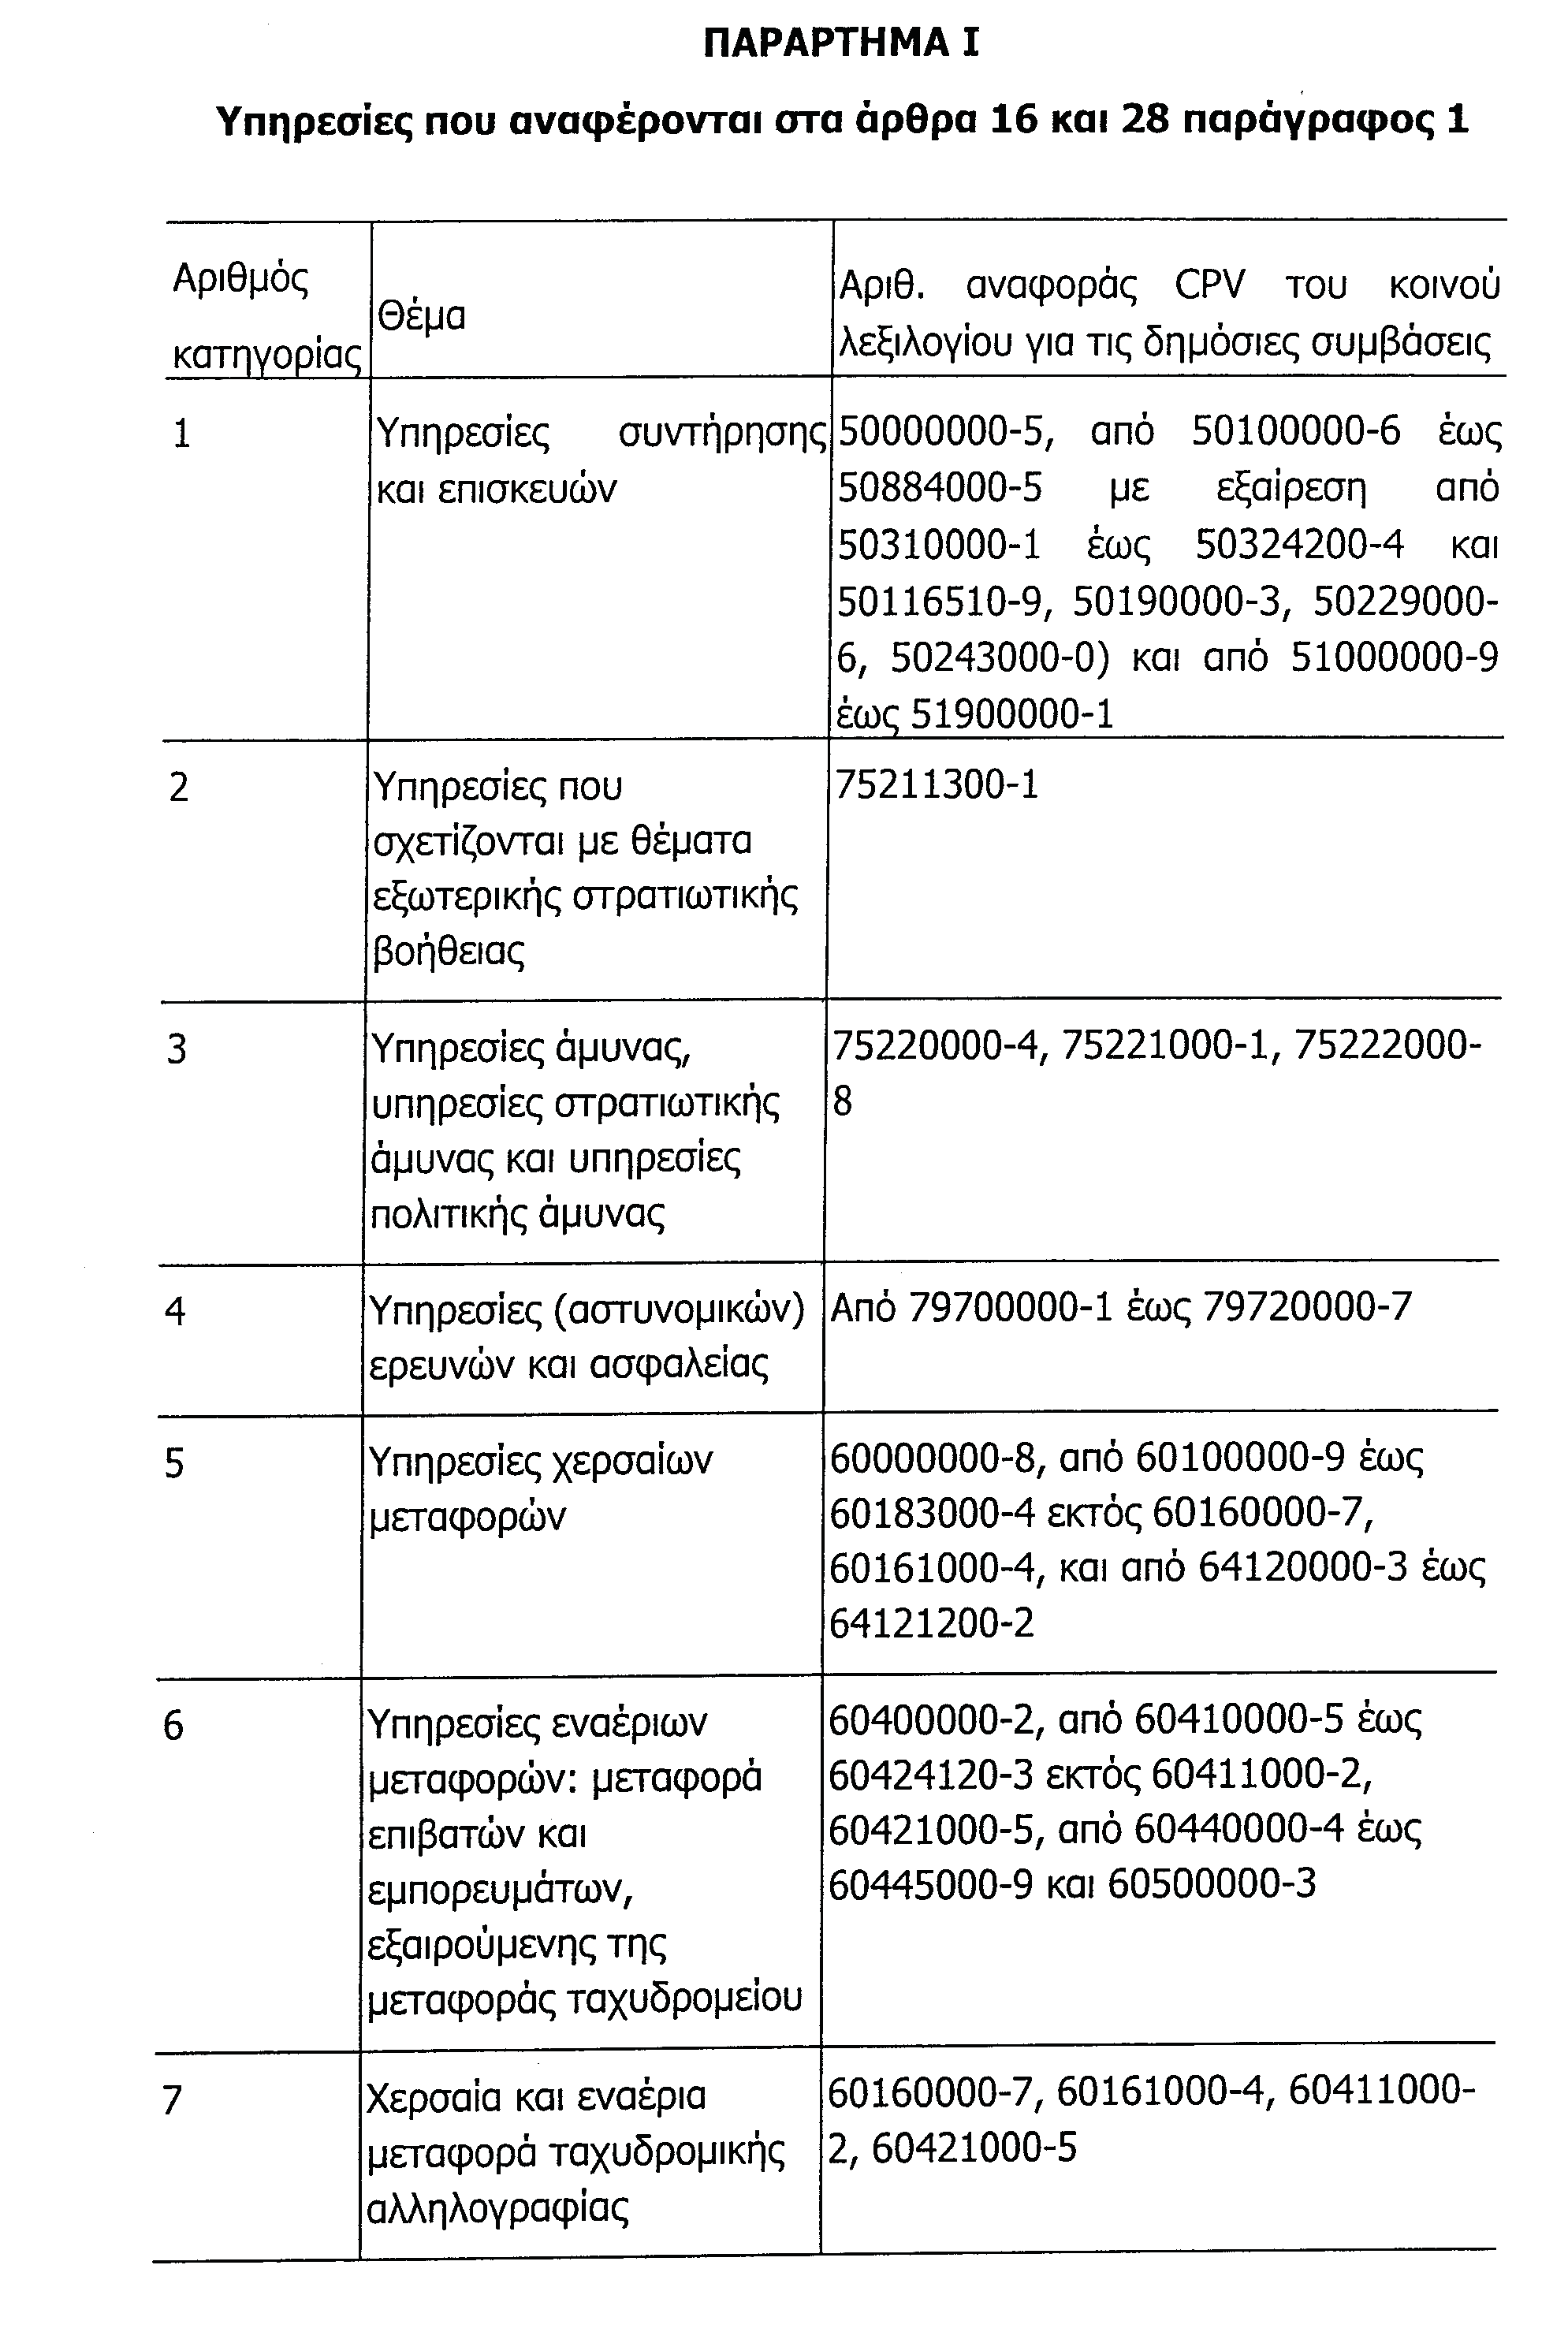 ΠΑΡΑΡΤΗΜΑ Ι
Υπηρεσίες που αναφέρονται στα άρθρα 16 και 28 παράγραφος 1
Αριθμός
κατηγορίας
Θέμα
Αριθ. αναφοράς CPV του κοινού
λεξιλογίου για τις δημόσιες συμβάσεις
1
Υπηρεσίες συντήρησης
και επισκευών
50000000-5, από 50100000-6 έως
50884000-5 με εξαίρεση από
50310000-1 έως 50324200-4 και
50116510-9, 50190000-3, 50229000-
6, 50243000-0) και από 51000000-9
έως 51900000-1
2
Υπηρεσίες που
σχετίζονται με θέματα
εξωτερικής στρατιωτικής
βοήθειας
75211300-1
3
Υπηρεσίες άμυνας,
υπηρεσίες στρατιωτικής
άμυνας και υπηρεσίες
πολιτικής άμυνας
75220000-4, 75221000-1, 75222000-
8
4
Υπηρεσίες (αστυνομικών)
ερευνών και ασφαλείας
Από 79700000-1 έως 79720000-7
5
Υπηρεσίες χερσαίων
μεταφορών
60000000-8, από 60100000-9 έως
60183000-4 εκτός 60160000-7,
60161000-4, και από 64120000-3 έως
64121200-2
6
Υπηρεσίες εναέριων
μεταφορών: μεταφορά
επιβατών και
εμπορευμάτων,
εξαιρούμενης της
μεταφοράς ταχυδρομείου
60400000-2, από 60410000-5 έως
60424120-3 εκτός 60411000-2,
60421000-5, από 60440000-4 έως
60445000-9 και 60500000-3
7
Χερσαία και εναέρια
μεταφορά ταχυδρομικής
αλληλογραφίας
60160000-7, 60161000-4, 60411000-
2, 60421000-5